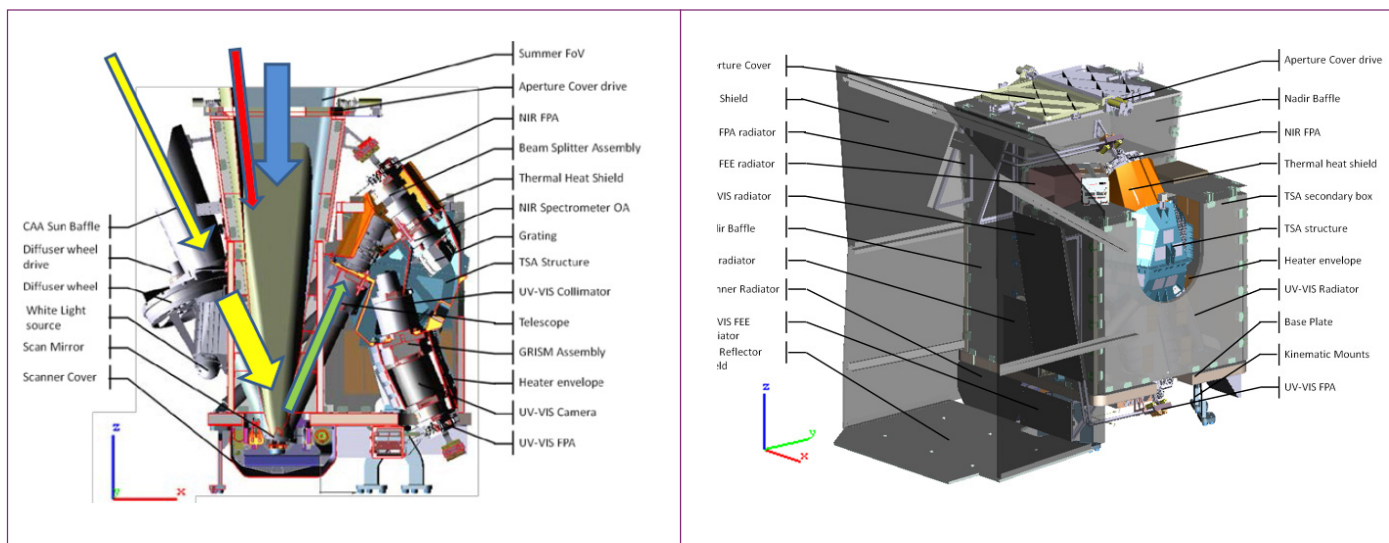 Summer FoV
Aperture Cover drive
NIR FPA
Beam Splitter Assembly
Thermal Heat Shield
NIR Spectrometer OA
Grating
TSA Structure
UV-VIS Collimator
Telescope
GRISM Assembly
Heater envelope
UV-VIS Camera
UV-VIS FPA
CAA Sun Baffle
Diffuser wheel
drive
Diffuser wheel
White Light
source
Scan Mirror
Scanner Cover
Z
Y
X
Cover
Shield
FPA radiator
FEE radiator
radiator
Baffle
radiator
Radiator
FEE
Reflector
Aperture Cover drive
Nadir Baffle
NIR FPA
Thermal heat shield
TSA secondary box
TSA structure
Heater envelope
UV-VIS Radiator
Base Plate
Kinematic Mounts
UV-VIS FPA
Z
Y
X